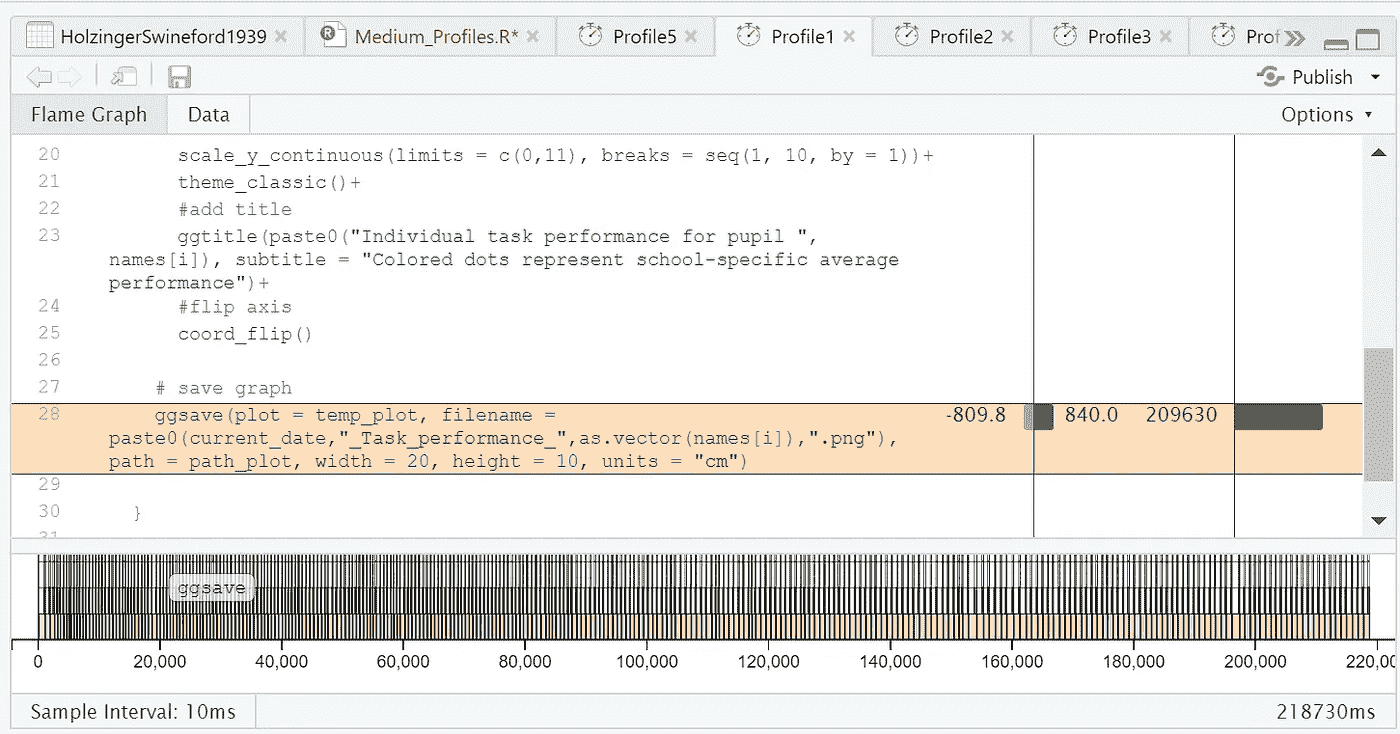 HolzingerSwineford1939 Medium_Profiles.R* Profile5 Profile1 Profile2 Profile3 Prof
Publish
Flame Graph Data Options
20 scale_y_continuous(limits = c(0,11), breaks = seq(1, 10, by = 1))+
21 theme_classic()+
22 #add title
23 ggtitle(paste0("Individual task performance for pupil ",
names[i]), subtitle = "Colored dots represent school-specific average
performance")+
24 #flip axis
25 coord_flip()
26
27 # save graph
28 ggsave(plot = temp_plot, filename = -809.8 840.0 209630
paste0(current_date,"_Task_performance_",as.vector(names[i]),".png"),
path = path_plot, width = 20, height = 10, units = "cm")
29
30 }
31
ggsave
0 20,000 40,000 60,000 80,000 100,000 120,000 140,000 160,000 180,000 200,000 220,0
Sample Interval: 10ms 218730ms